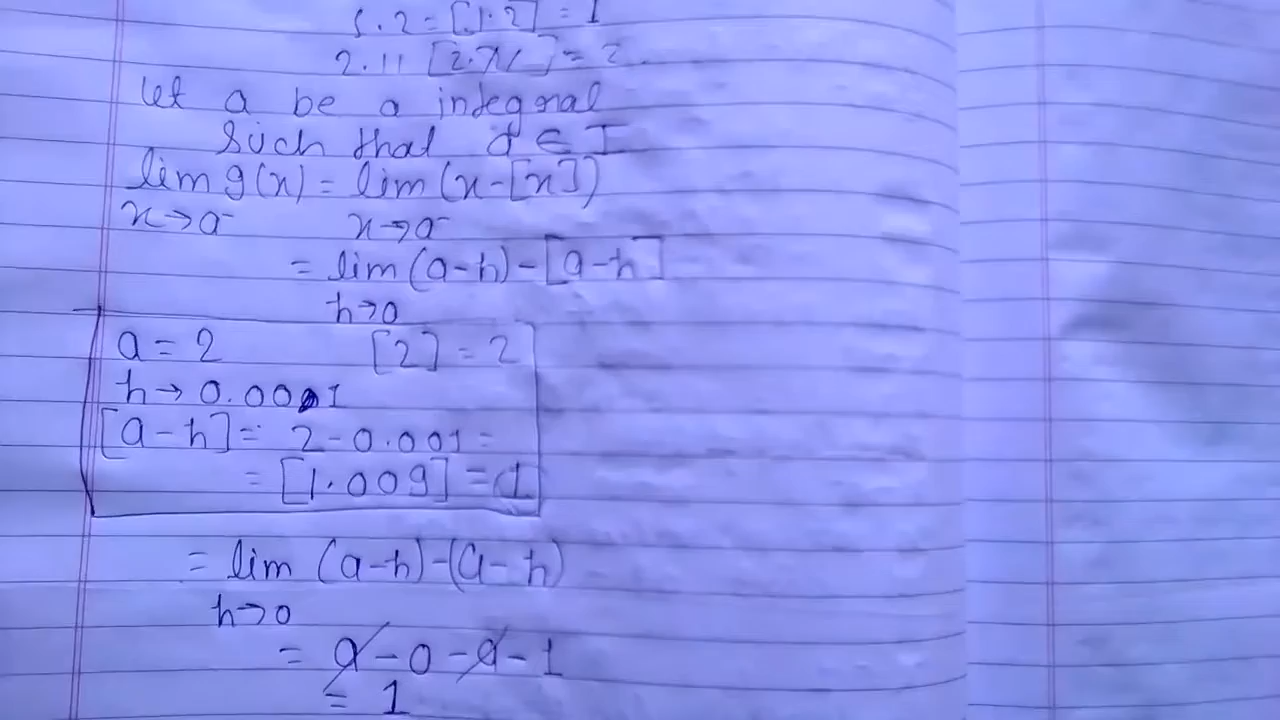 1.2 = [1.2] = 1
2.11 [2.11] = 2
Let a be a integral
Such that a ∈ I
lim g(x) = lim (x-[x])
x→a⁻ x→a⁻
= lim (a-h) - [a-h]
h→0
a = 2 [2] = 2
h → 0.001
[a-h] = 2-0.001 =
= [1.009] = 1
= lim (a-h)-(a-h)
h→0
= a - 0 - a - 1
= 1